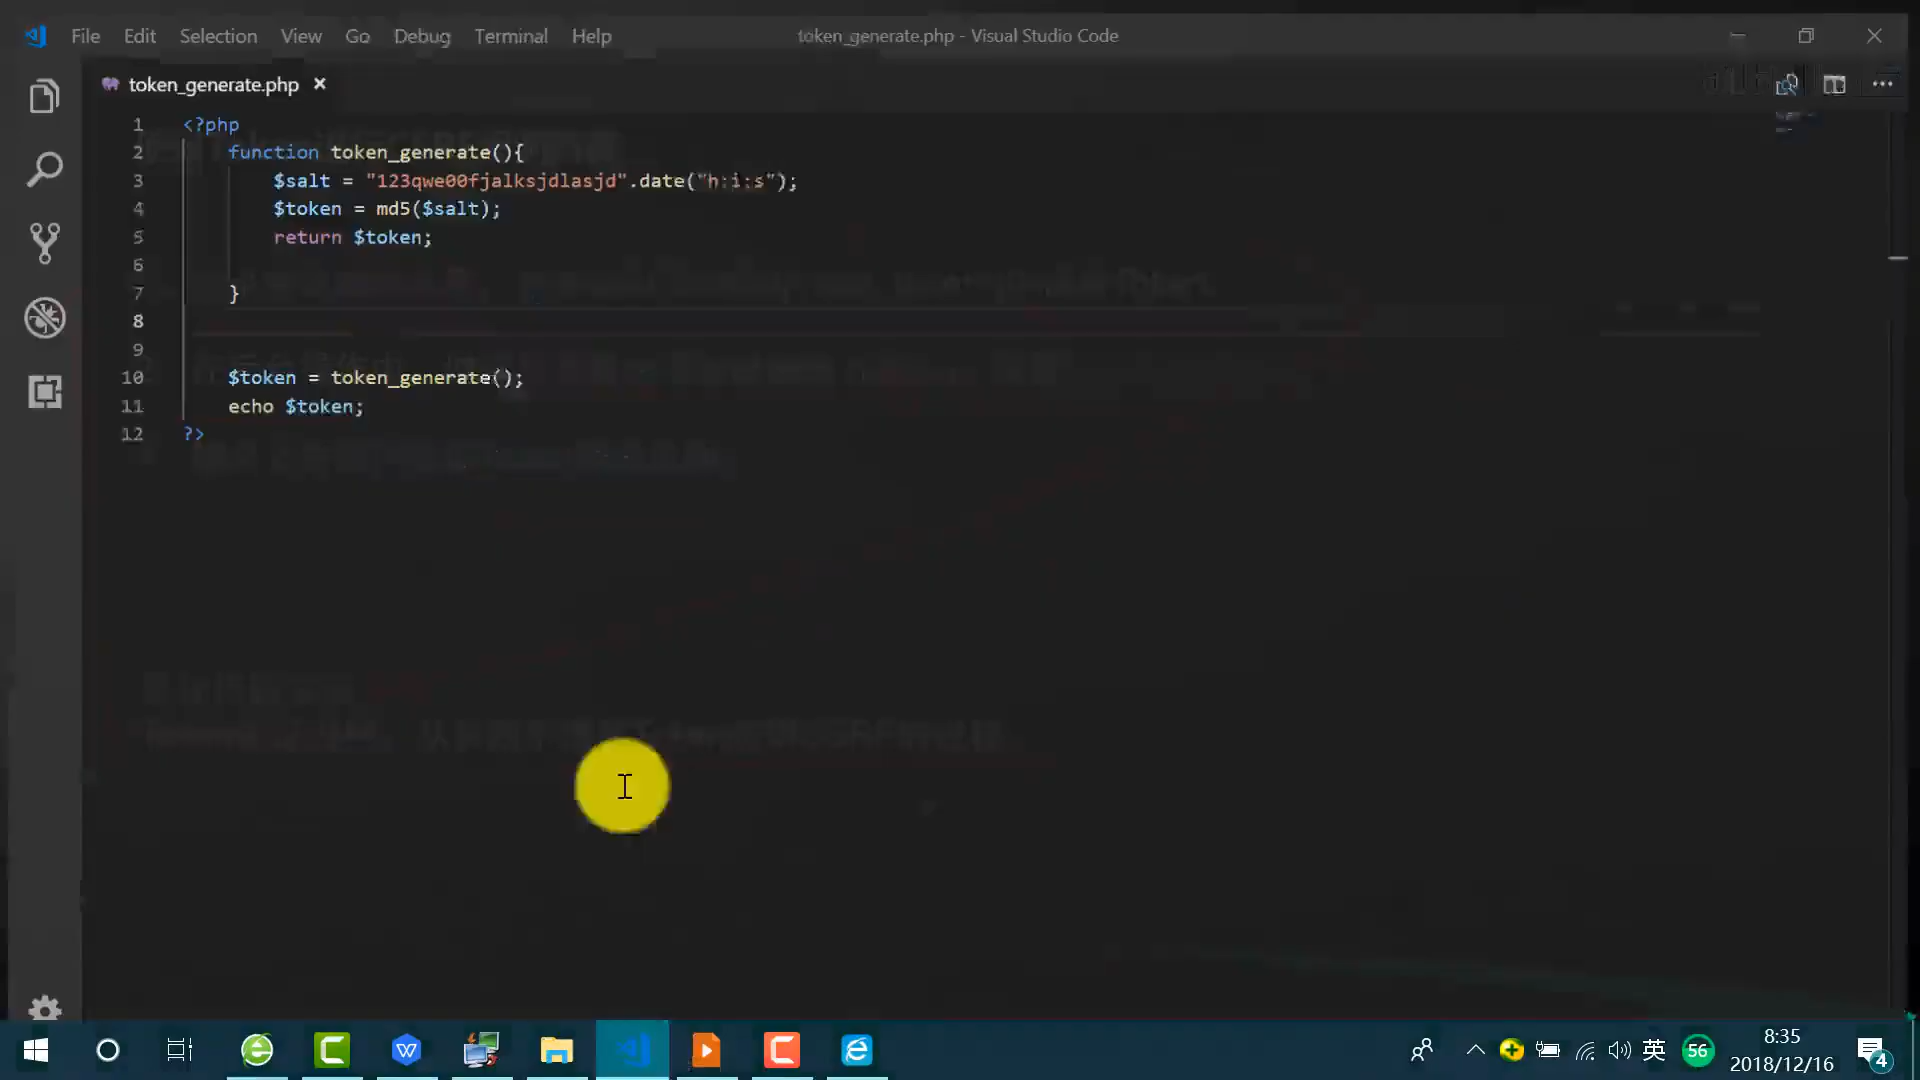 File Edit Selection View Go Debug Terminal Help
token_generate.php - Visual Studio Code
token_generate.php
1 <?php
2 function token_generate(){
3 $salt = "123qwe00fjalksjdlasjd".date("h:i:s");
4 $token = md5($salt);
5 return $token;
6
7 }
8
9
10 $token = token_generate();
11 echo $token;
12 ?>
英
56
8:35
2018/12/16
4